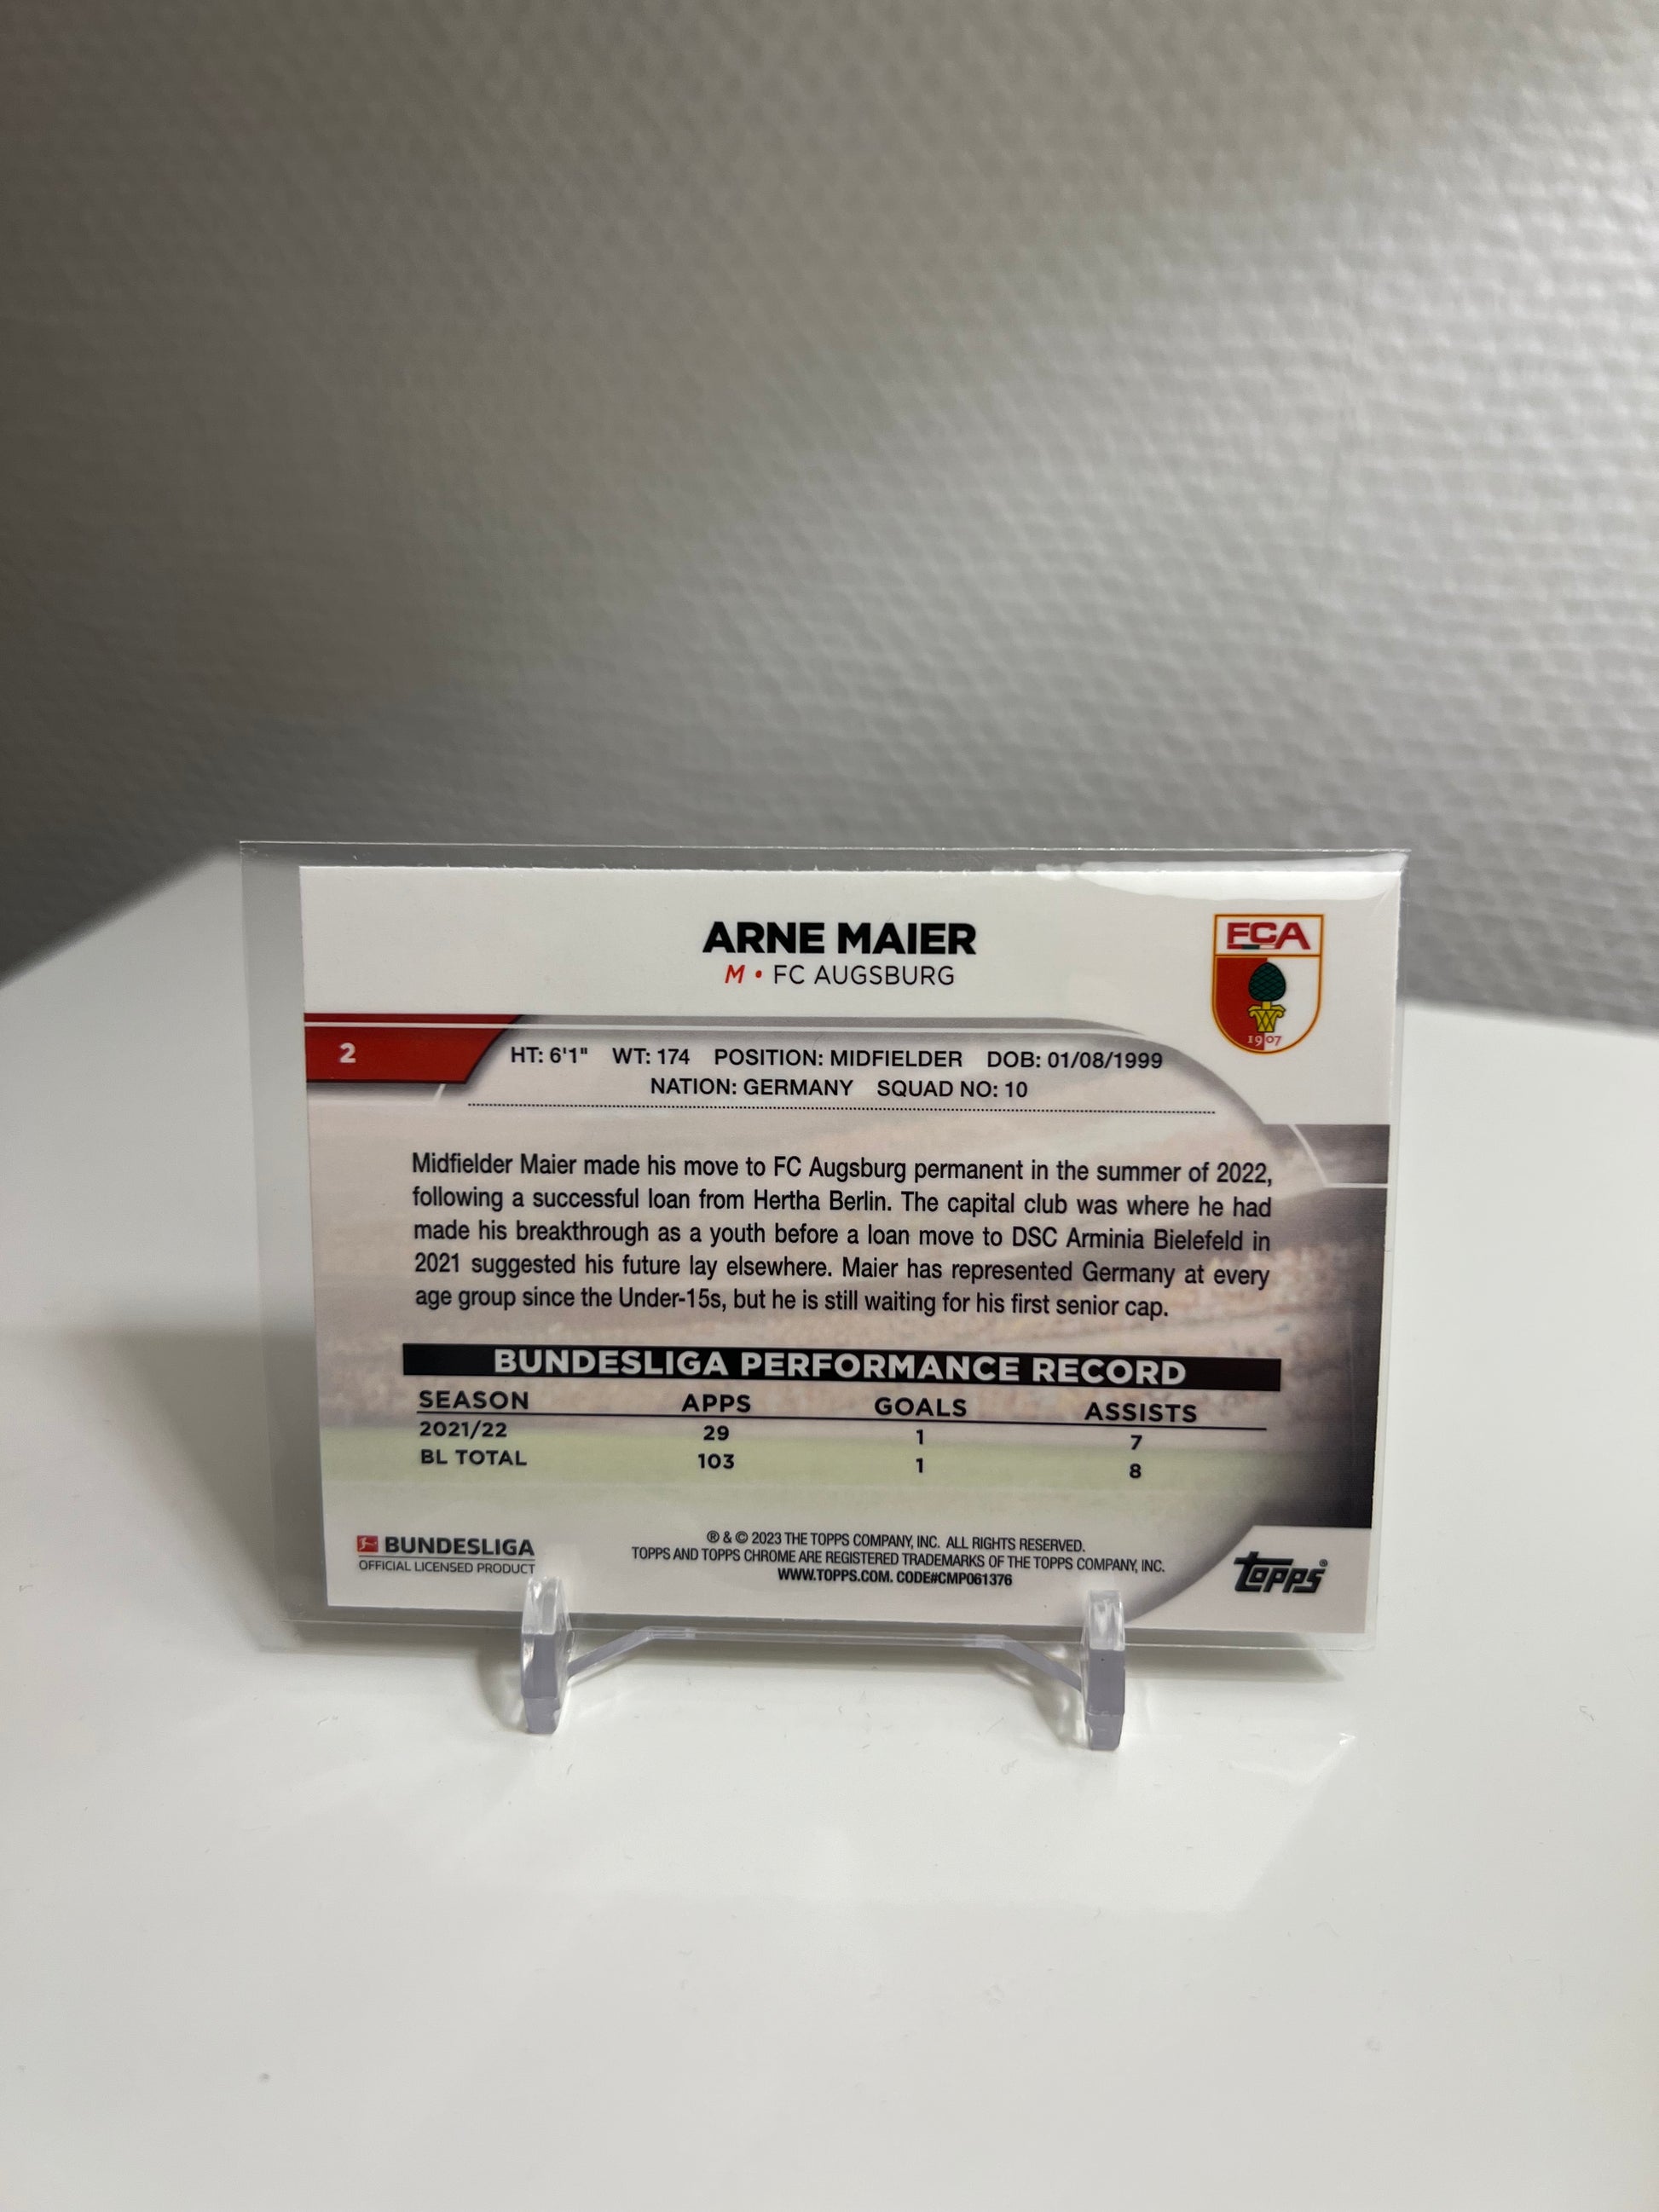 ARNE MAIER
M • FC AUGSBURG
FCA
1907
2
HT: 6'1" WT: 174 POSITION: MIDFIELDER DOB: 01/08/1999
NATION: GERMANY SQUAD NO: 10
Midfielder Maier made his move to FC Augsburg permanent in the summer of 2022,
following a successful loan from Hertha Berlin. The capital club was where he had
made his breakthrough as a youth before a loan move to DSC Arminia Bielefeld in
2021 suggested his future lay elsewhere. Maier has represented Germany at every
age group since the Under-15s, but he is still waiting for his first senior cap.
BUNDESLIGA PERFORMANCE RECORD
SEASON APPS GOALS ASSISTS
2021/22 29 1 7
BL TOTAL 103 1 8
BUNDESLIGA
OFFICIAL LICENSED PRODUCT
® & © 2023 THE TOPPS COMPANY, INC. ALL RIGHTS RESERVED.
TOPPS AND TOPPS CHROME ARE REGISTERED TRADEMARKS OF THE TOPPS COMPANY, INC.
WWW.TOPPS.COM. CODE#CMP061376
topps®